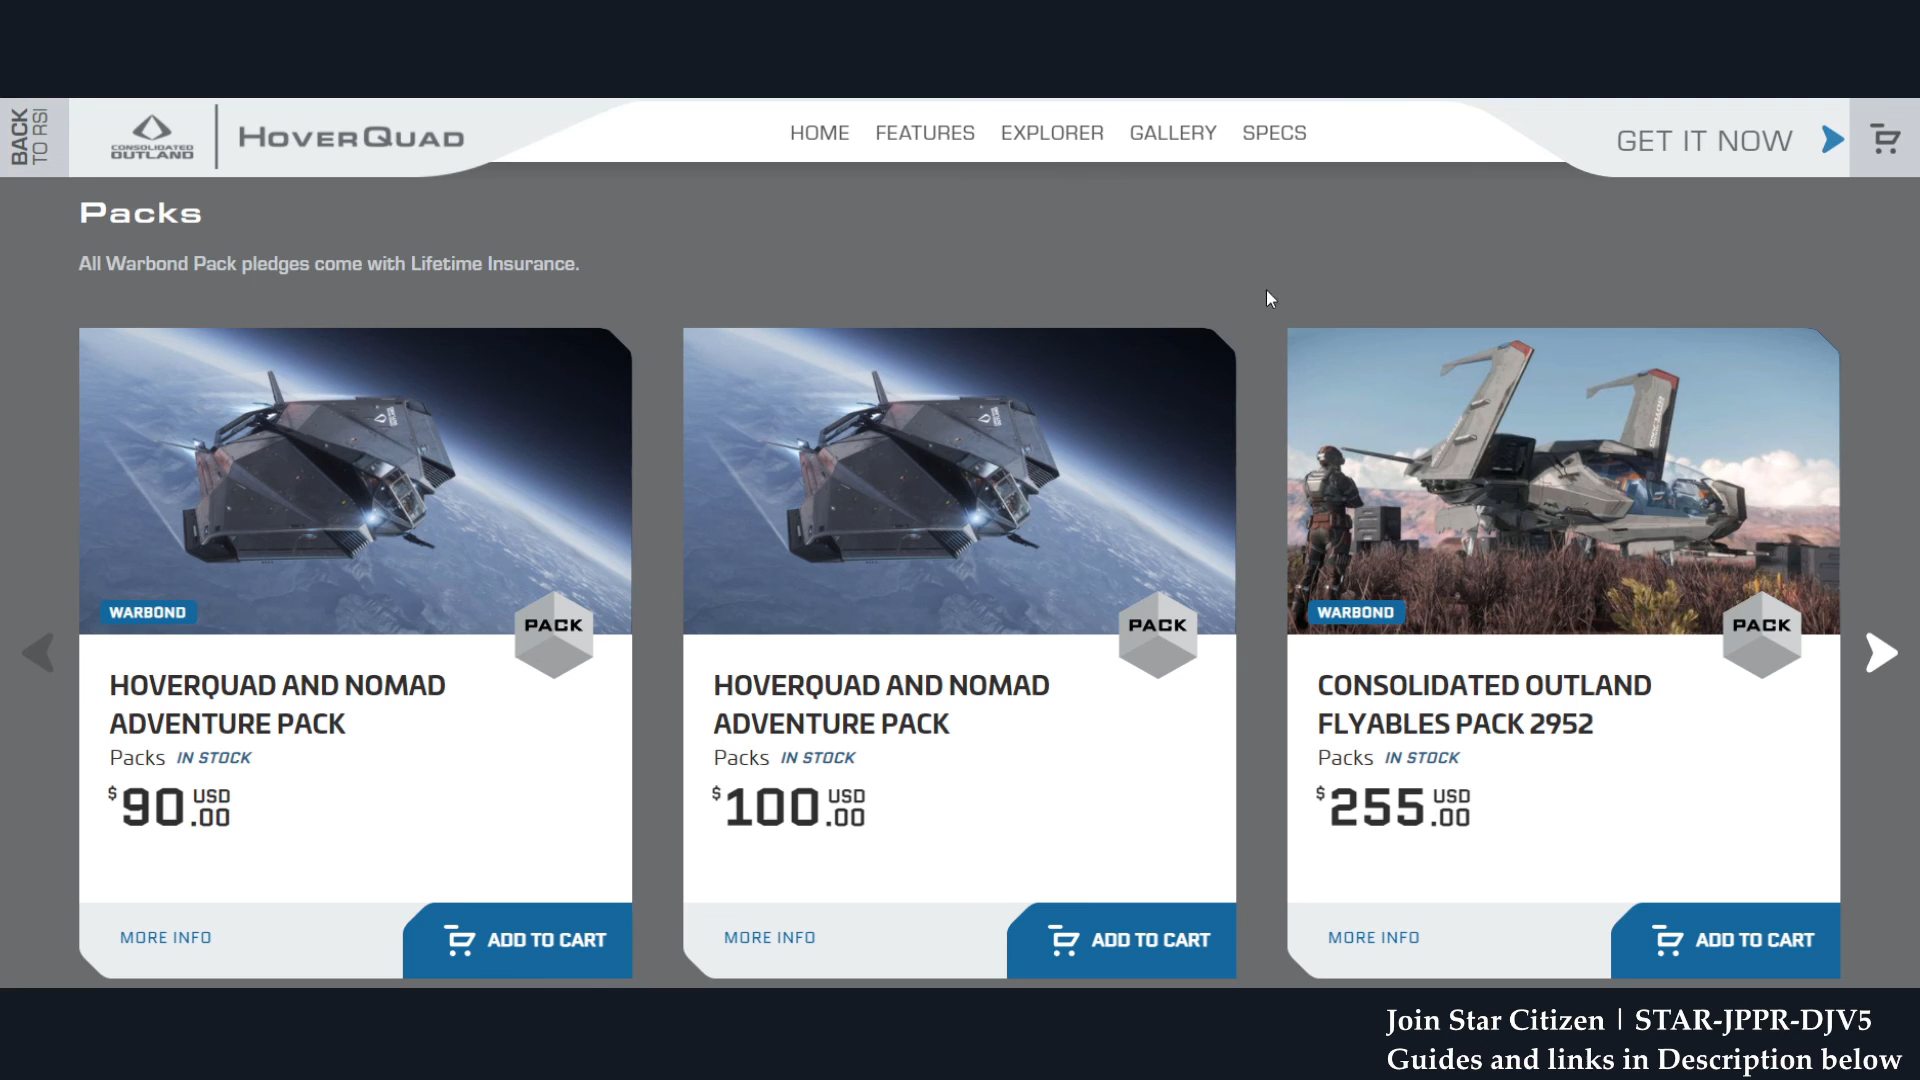 BACK
TO RSI
CONSOLIDATED
OUTLAND
HOVERQUAD
HOME FEATURES EXPLORER GALLERY SPECS
GET IT NOW
Packs
All Warbond Pack pledges come with Lifetime Insurance.
WARBOND
PACK
HOVERQUAD AND NOMAD
ADVENTURE PACK
Packs IN STOCK
$90.00 USD
MORE INFO
ADD TO CART
PACK
HOVERQUAD AND NOMAD
ADVENTURE PACK
Packs IN STOCK
$100.00 USD
MORE INFO
ADD TO CART
WARBOND
PACK
CONSOLIDATED OUTLAND
FLYABLES PACK 2952
Packs IN STOCK
$255.00 USD
MORE INFO
ADD TO CART
Join Star Citizen | STAR-JPPR-DJV5
Guides and links in Description below